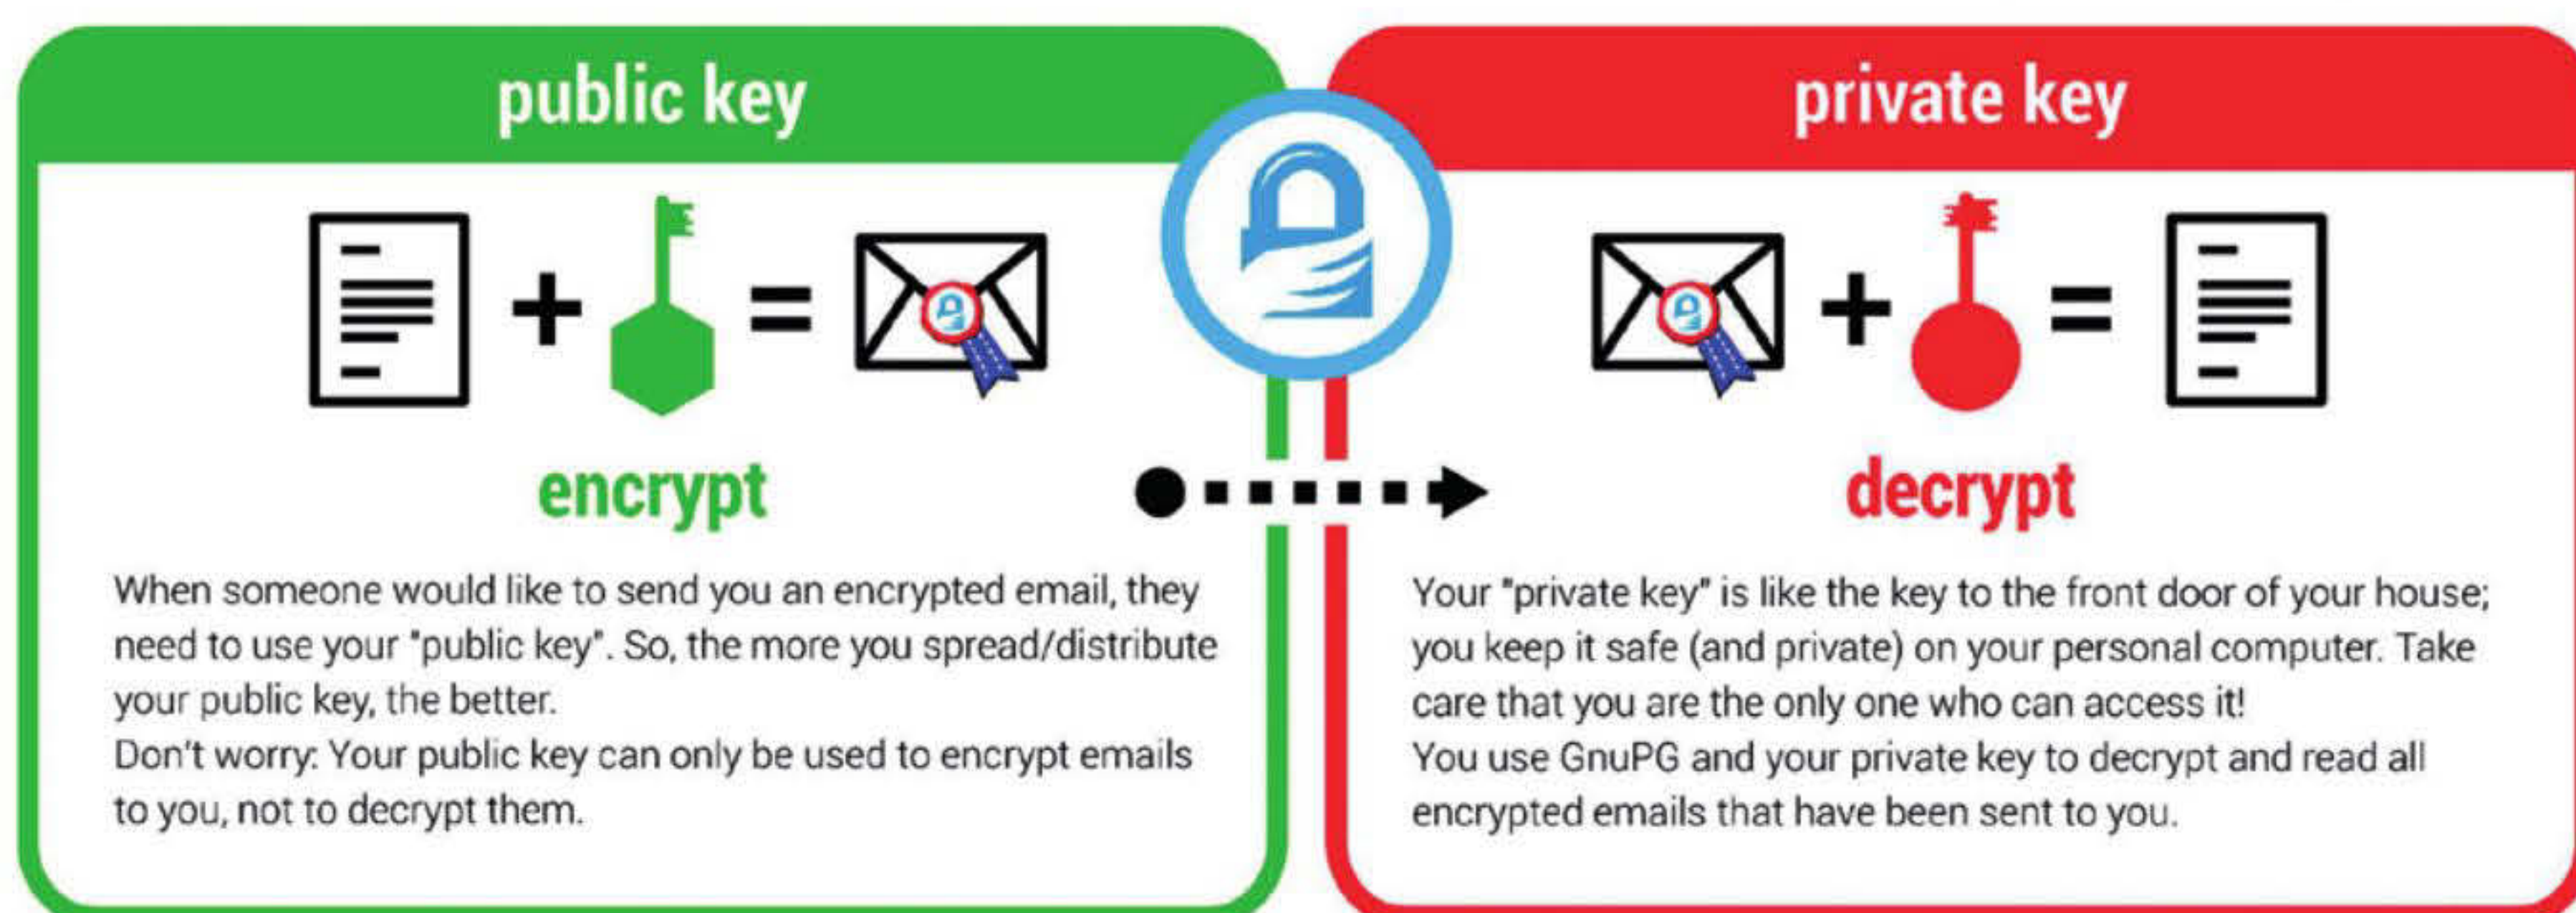 public key
encrypt
When someone would like to send you an encrypted email, they
need to use your "public key". So, the more you spread/distribute
your public key, the better.
Don't worry: Your public key can only be used to encrypt emails
to you, not to decrypt them.
private key
decrypt
Your "private key" is like the key to the front door of your house;
you keep it safe (and private) on your personal computer. Take
care that you are the only one who can access it!
You use GnuPG and your private key to decrypt and read all
encrypted emails that have been sent to you.